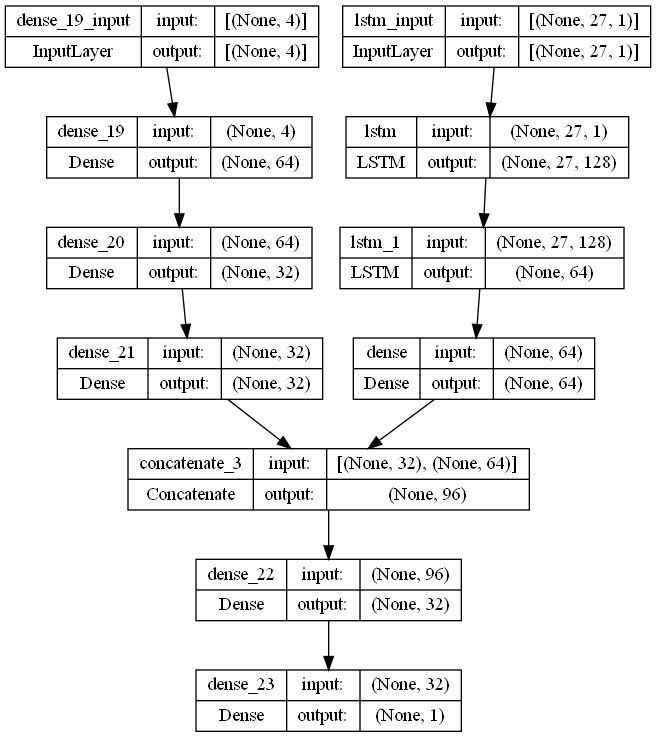 dense_19_input input: [(None, 4)]
InputLayer output: [(None, 4)]
lstm_input input: [(None, 27, 1)]
InputLayer output: [(None, 27, 1)]
dense_19 input: (None, 4)
Dense output: (None, 64)
lstm input: (None, 27, 1)
LSTM output: (None, 27, 128)
dense_20 input: (None, 64)
Dense output: (None, 32)
lstm_1 input: (None, 27, 128)
LSTM output: (None, 64)
dense_21 input: (None, 32)
Dense output: (None, 32)
dense input: (None, 64)
Dense output: (None, 64)
concatenate_3 input: [(None, 32), (None, 64)]
Concatenate output: (None, 96)
dense_22 input: (None, 96)
Dense output: (None, 32)
dense_23 input: (None, 32)
Dense output: (None, 1)